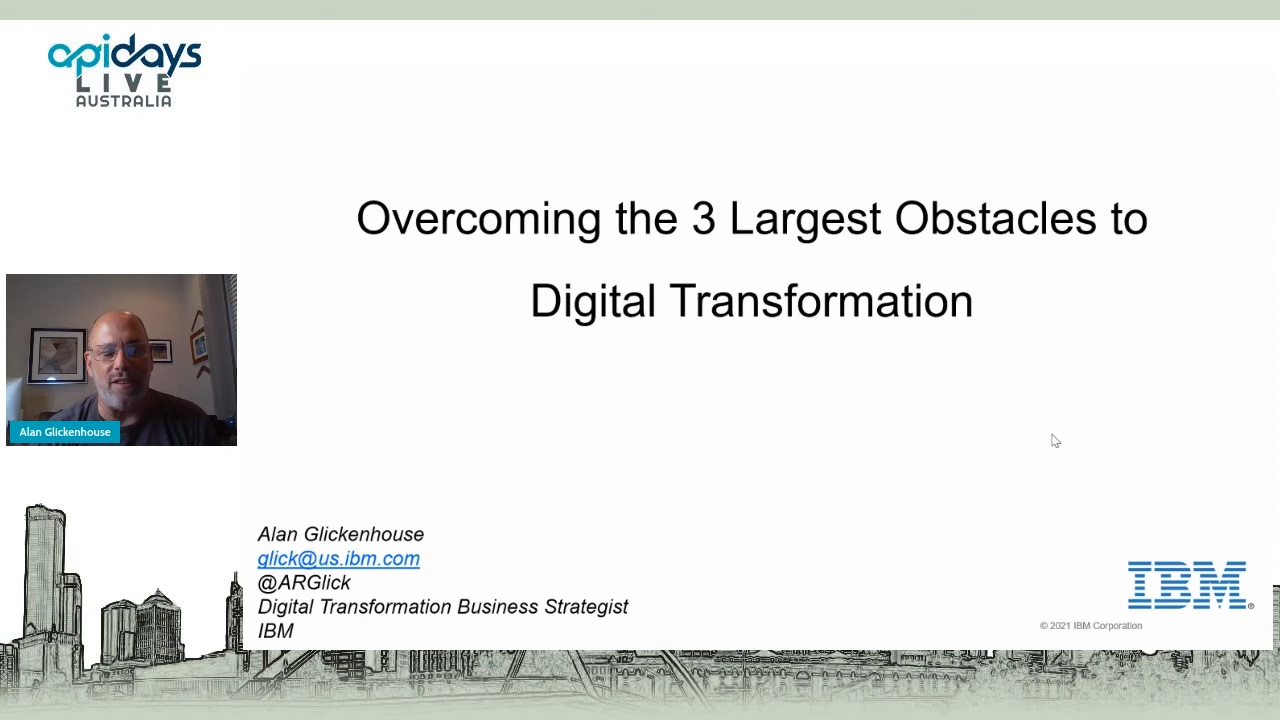 apidays
LIVE
AUSTRALIA
Overcoming the 3 Largest Obstacles to
Digital Transformation
Alan Glickenhouse
Alan Glickenhouse
glick@us.ibm.com
@ARGlick
Digital Transformation Business Strategist
IBM
IBM®
© 2021 IBM Corporation